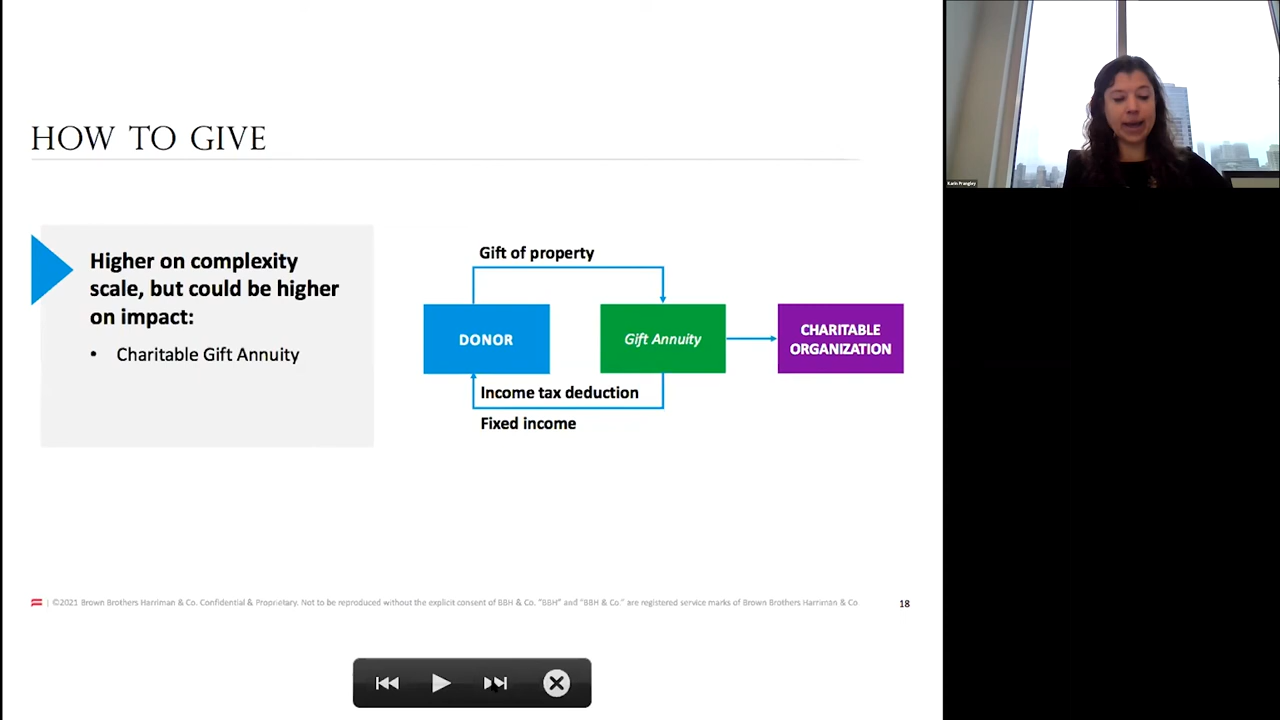 HOW TO GIVE
Higher on complexity
scale, but could be higher
on impact:
• Charitable Gift Annuity
Gift of property
DONOR
Gift Annuity
CHARITABLE
ORGANIZATION
Income tax deduction
Fixed income
©2021 Brown Brothers Harriman & Co. Confidential & Proprietary. Not to be reproduced without the explicit consent of BBH & Co. "BBH" and "BBH & Co." are registered service marks of Brown Brothers Harriman & Co.
18
Karin Prangley